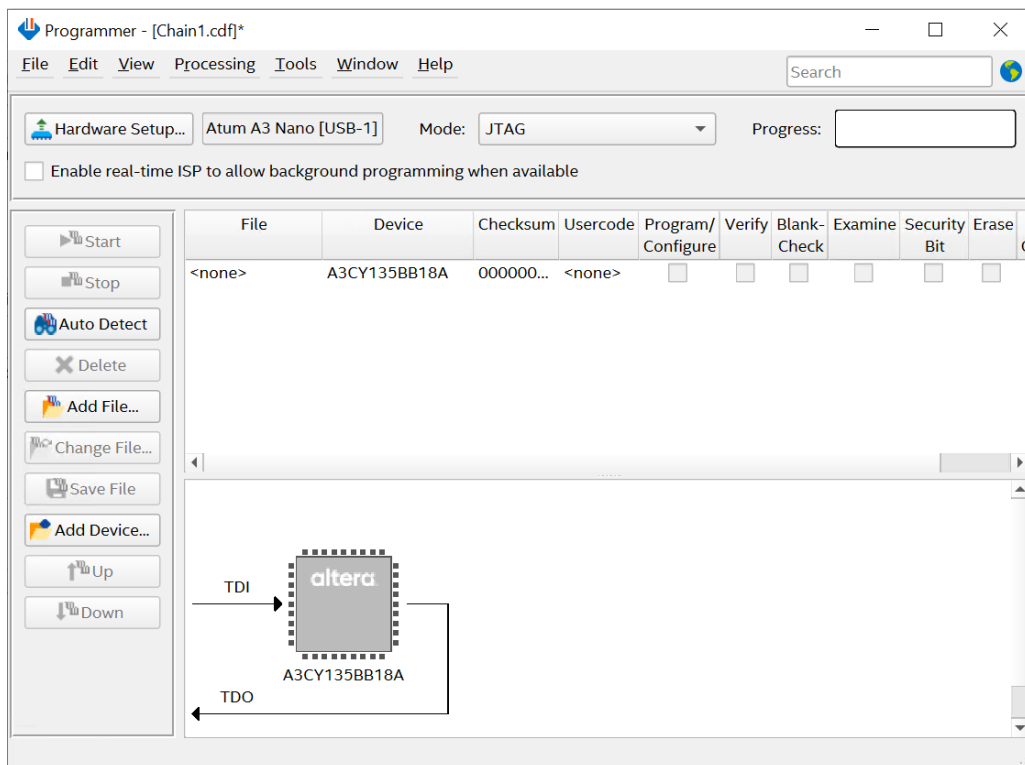 Programmer - [Chain1.cdf]*
File Edit View Processing Tools Window Help
Search
Hardware Setup... Atum A3 Nano [USB-1] Mode: JTAG Progress:
Enable real-time ISP to allow background programming when available
File Device Checksum Usercode Program/ Verify Blank- Examine Security Erase
Configure Check Bit
<none> A3CY135BB18A 000000... <none>
Start
Stop
Auto Detect
Delete
Add File...
Change File...
Save File
Add Device...
Up
Down
altera
TDI
A3CY135BB18A
TDO